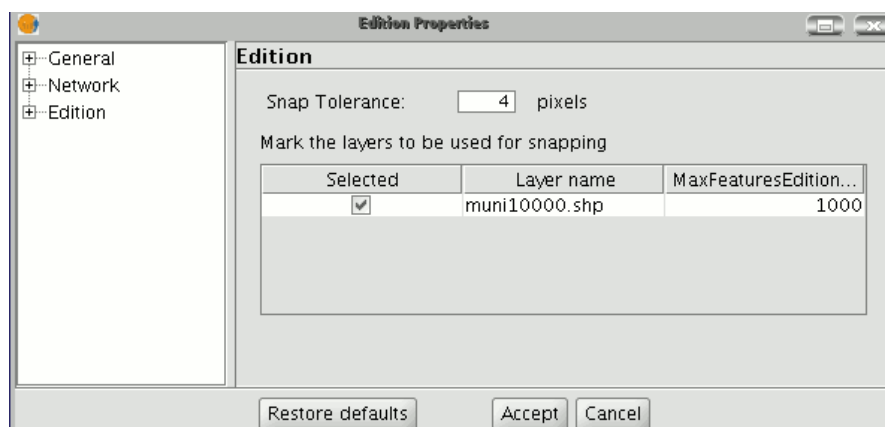 Edition Properties
General
Network
Edition
Edition
Snap Tolerance: 4 pixels
Mark the layers to be used for snapping
Selected Layer name MaxFeaturesEdition...
muni10000.shp 1000
Restore defaults Accept Cancel